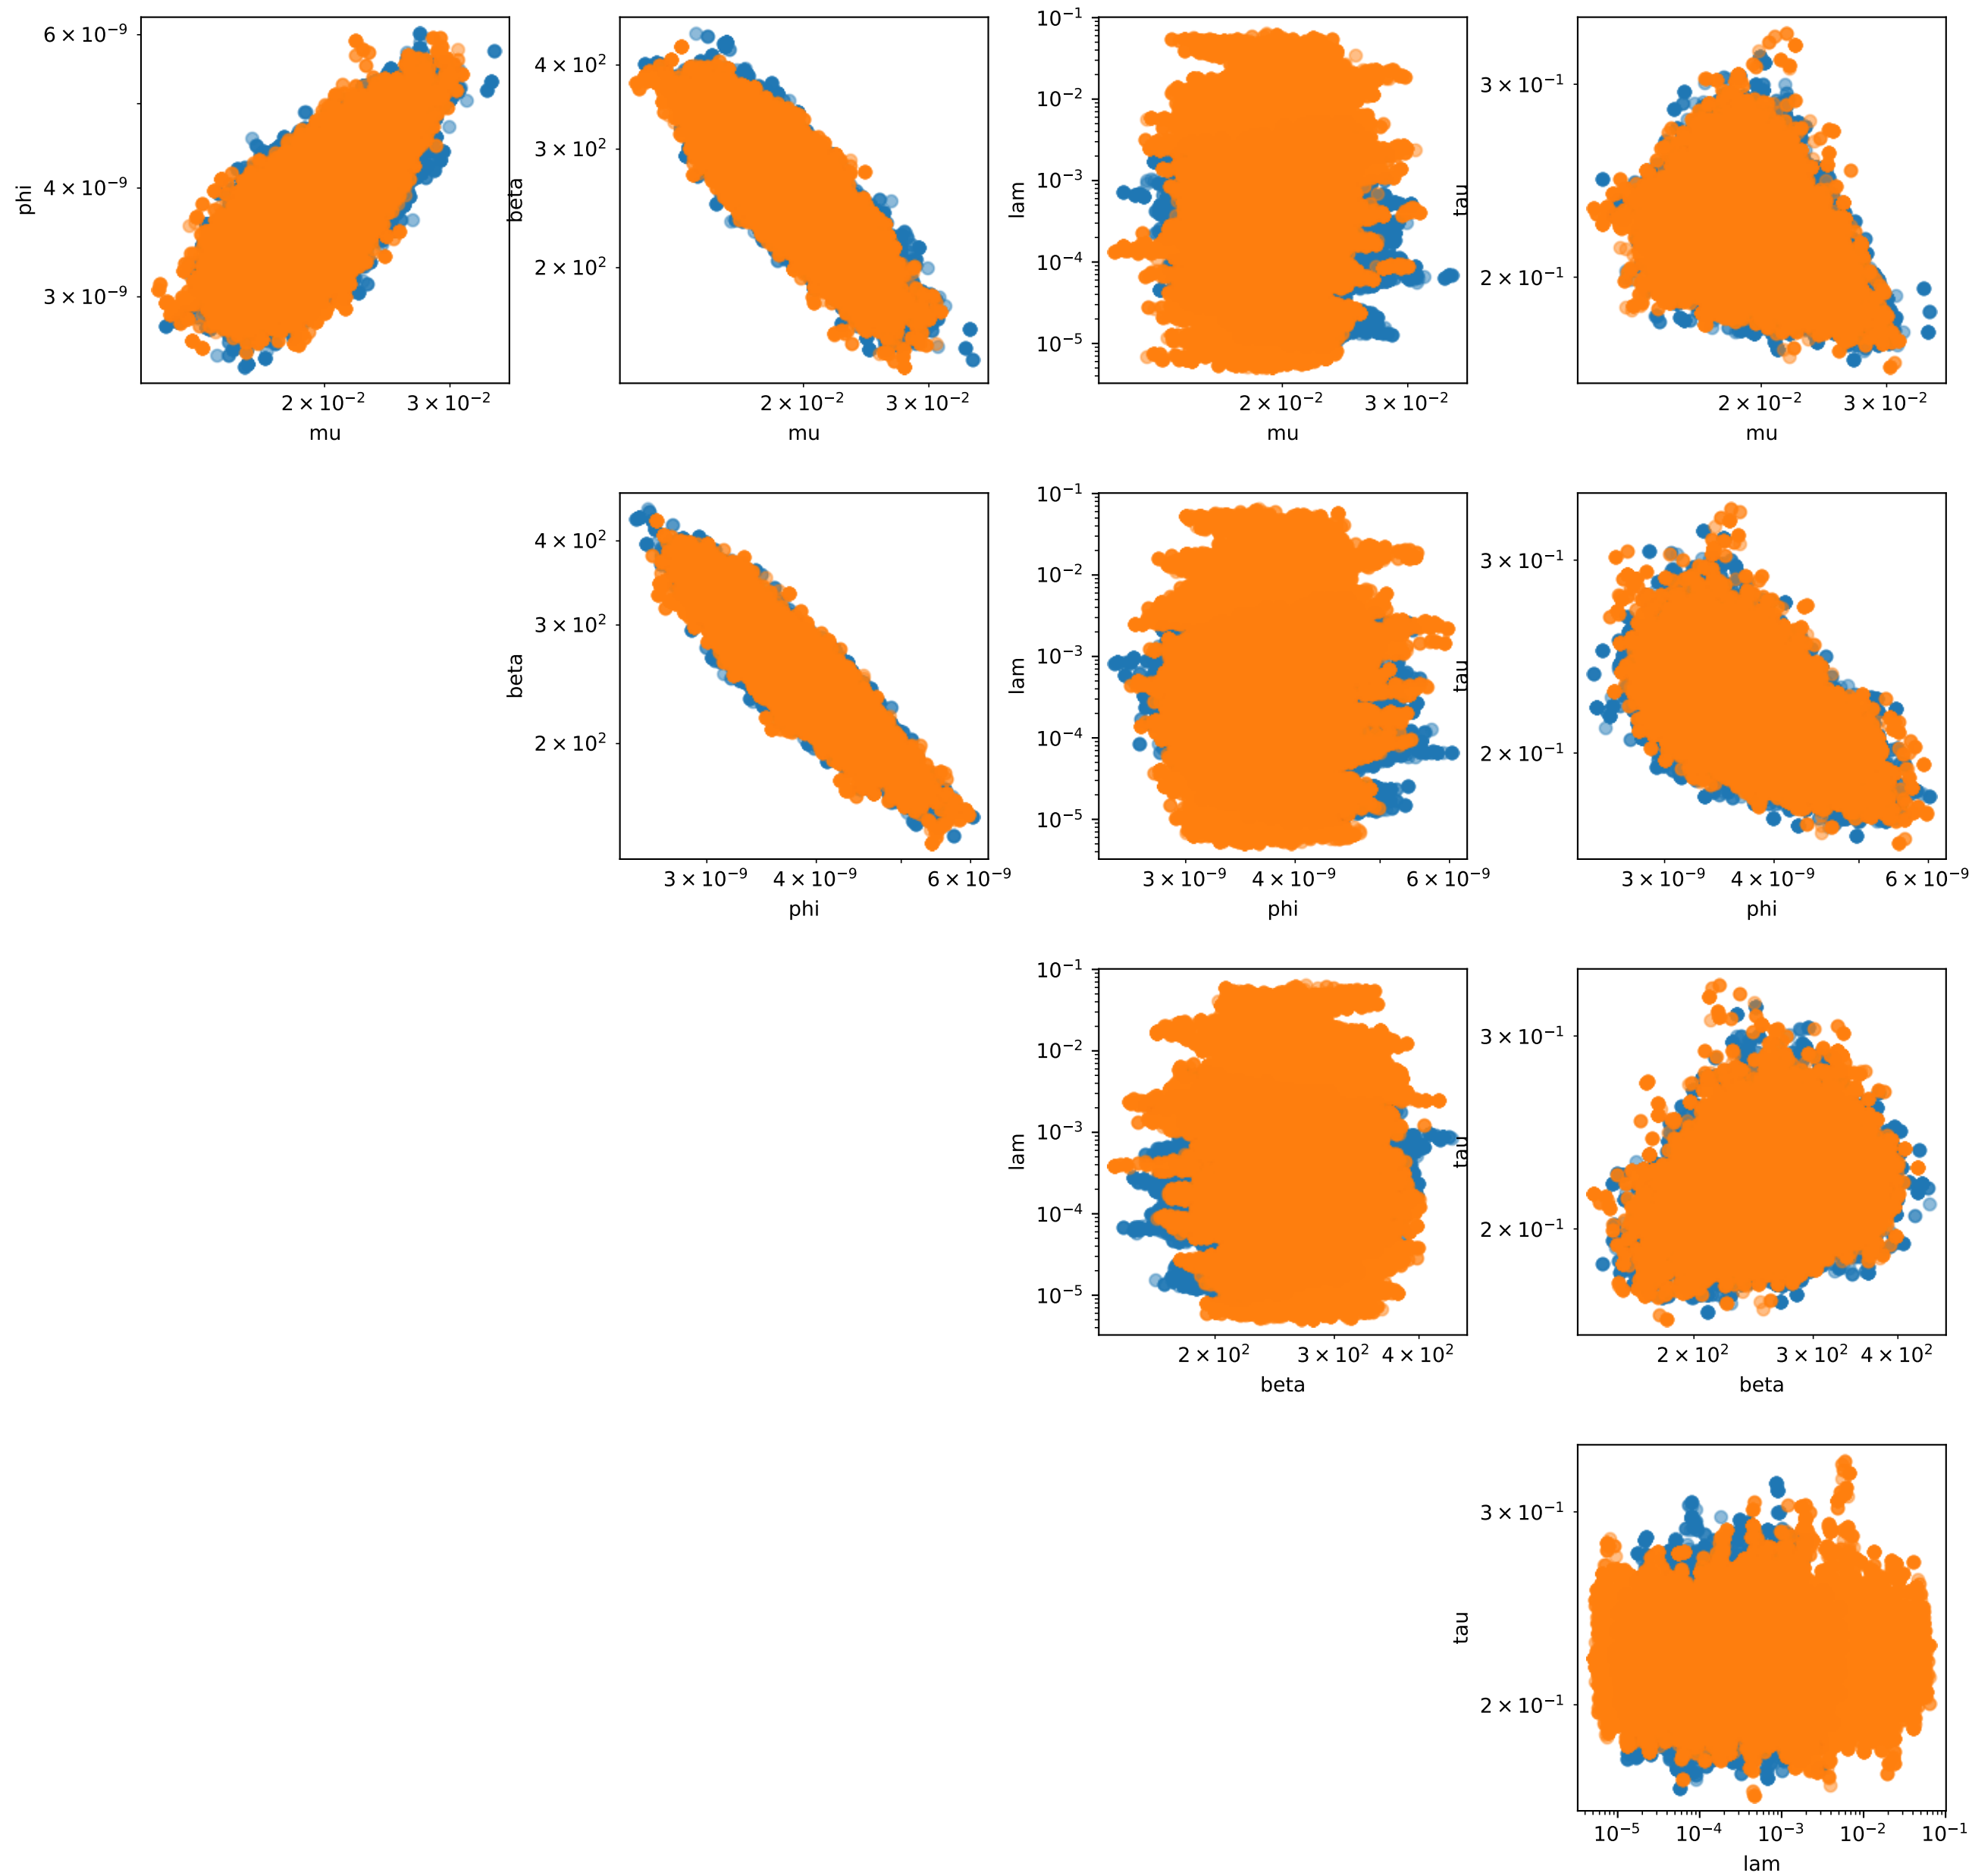 6 × 10⁻⁹
4 × 10⁻⁹
3 × 10⁻⁹
phi
2 × 10⁻² 3 × 10⁻²
mu
4 × 10²
3 × 10²
2 × 10²
beta
2 × 10⁻² 3 × 10⁻²
mu
10⁻¹
10⁻²
10⁻³
10⁻⁴
10⁻⁵
lam
2 × 10⁻² 3 × 10⁻²
mu
3 × 10⁻¹
2 × 10⁻¹
tau
2 × 10⁻² 3 × 10⁻²
mu
4 × 10²
3 × 10²
2 × 10²
beta
3 × 10⁻⁹ 4 × 10⁻⁹ 6 × 10⁻⁹
phi
10⁻¹
10⁻²
10⁻³
10⁻⁴
10⁻⁵
lam
3 × 10⁻⁹ 4 × 10⁻⁹ 6 × 10⁻⁹
phi
3 × 10⁻¹
2 × 10⁻¹
tau
3 × 10⁻⁹ 4 × 10⁻⁹ 6 × 10⁻⁹
phi
10⁻¹
10⁻²
10⁻³
10⁻⁴
10⁻⁵
lam
2 × 10² 3 × 10² 4 × 10²
beta
3 × 10⁻¹
2 × 10⁻¹
tau
2 × 10² 3 × 10² 4 × 10²
beta
3 × 10⁻¹
2 × 10⁻¹
tau
10⁻⁵ 10⁻⁴ 10⁻³ 10⁻² 10⁻¹
lam